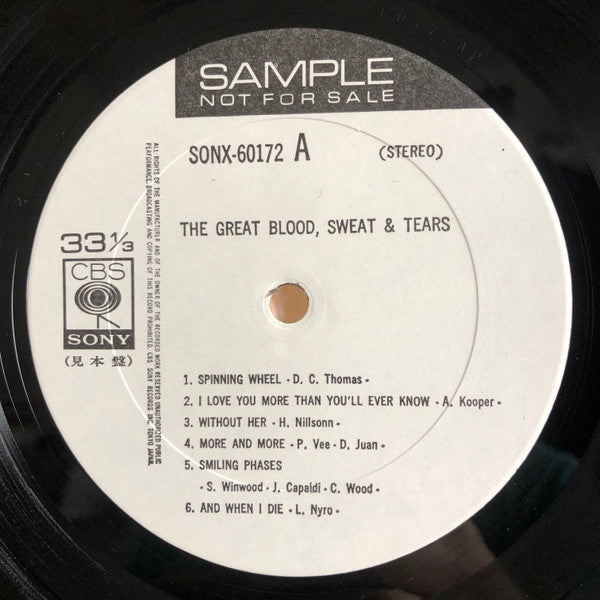 SAMPLE
NOT FOR SALE
SONX-60172 A (STEREO)
THE GREAT BLOOD, SWEAT & TEARS
33⅓
CBS
SONY
(見本盤)
ALL RIGHTS OF THE MANUFACTURER AND OF THE OWNER OF THE RECORDED WORK RESERVED UNAUTHORIZED PUBLIC
PERFORMANCE, BROADCASTING AND COPYING OF THIS RECORD PROHIBITED. CBS SONY RECORDS INC. TOKYO JAPAN.
1. SPINNING WHEEL • D. C. Thomas •
2. I LOVE YOU MORE THAN YOU'LL EVER KNOW • A. Kooper •
3. WITHOUT HER • H. Nillsonn •
4. MORE AND MORE • P. Vee • D. Juan •
5. SMILING PHASES
• S. Winwood • J. Capaldi • C. Wood •
6. AND WHEN I DIE • L. Nyro •